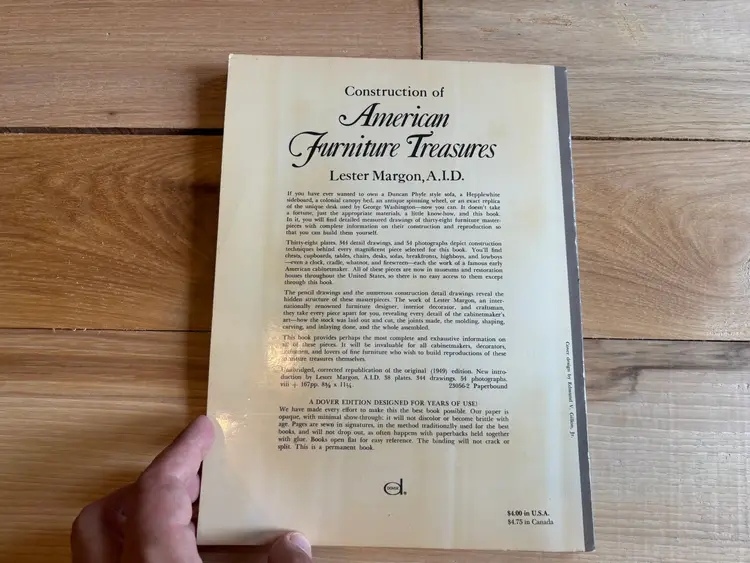 Construction of
American
Furniture Treasures
Lester Margon, A.I.D.
If you have ever wanted to own a Duncan Phyfe style sofa, a Hepplewhite
sideboard, a colonial canopy bed, an antique spinning wheel, or an exact replica
of the unique desk used by George Washington—now you can. It doesn't take
a fortune, just the appropriate materials, a little know-how, and this book.
In it, you will find detailed measured drawings of thirty-eight furniture master-
pieces with complete information on their construction and reproduction so
that you can build them yourself.
Thirty-eight plates, 344 detail drawings, and 54 photographs depict construction
techniques behind every magnificent piece selected for this book. You'll find
chests, cupboards, tables, chairs, desks, sofas, breakfronts, highboys, and lowboys
—even a clock, cradle, whatnot, and firescreen—each the work of a famous early
American cabinetmaker. All of these pieces are now in museums and restoration
houses throughout the United States, so there is no easy access to them except
through this book.
The pencil drawings and the numerous construction detail drawings reveal the
hidden structure of these masterpieces. The work of Lester Margon, an inter-
nationally renowned furniture designer, interior decorator, and craftsman,
they take every piece apart for you, revealing every detail of the cabinetmaker's
art—how the stock was laid out and cut, the joints made, the molding, shaping,
carving, and inlaying done, and the whole assembled.
This book provides perhaps the most complete and exhaustive information on
all of these pieces. It will be invaluable for all cabinetmakers, decorators,
and lovers of fine furniture who wish to build reproductions of these
furniture treasures themselves.
Unabridged, corrected republication of the original (1949) edition. New intro-
duction by Lester Margon, A.I.D. 38 plates. 344 drawings. 54 photographs.
viii + 167pp. 8⅜ x 11¼. 23056-2 Paperbound
A DOVER EDITION DESIGNED FOR YEARS OF USE!
We have made every effort to make this the best book possible. Our paper is
opaque, with minimal show-through; it will not discolor or become brittle with
age. Pages are sewn in signatures, in the method traditionally used for the best
books, and will not drop out, as often happens with paperbacks held together
with glue. Books open flat for easy reference. The binding will not crack or
split. This is a permanent book.
DOVER
$4.00 in U.S.A.
$4.75 in Canada
Cover design by Edmund V. Gillon, Jr.